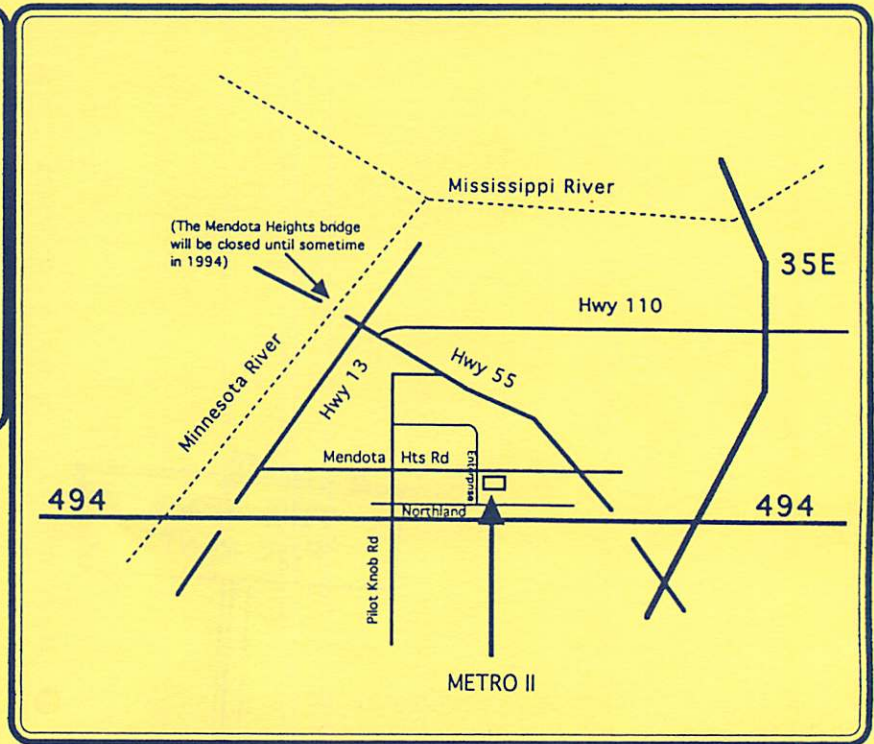 Mississippi River
(The Mendota Heights bridge
will be closed until sometime
in 1994)
35E
Hwy 110
Minnesota River
Hwy 13
Hwy 55
Mendota Hts Rd
Enterprise
494
494
Northland
Pilot Knob Rd
METRO II